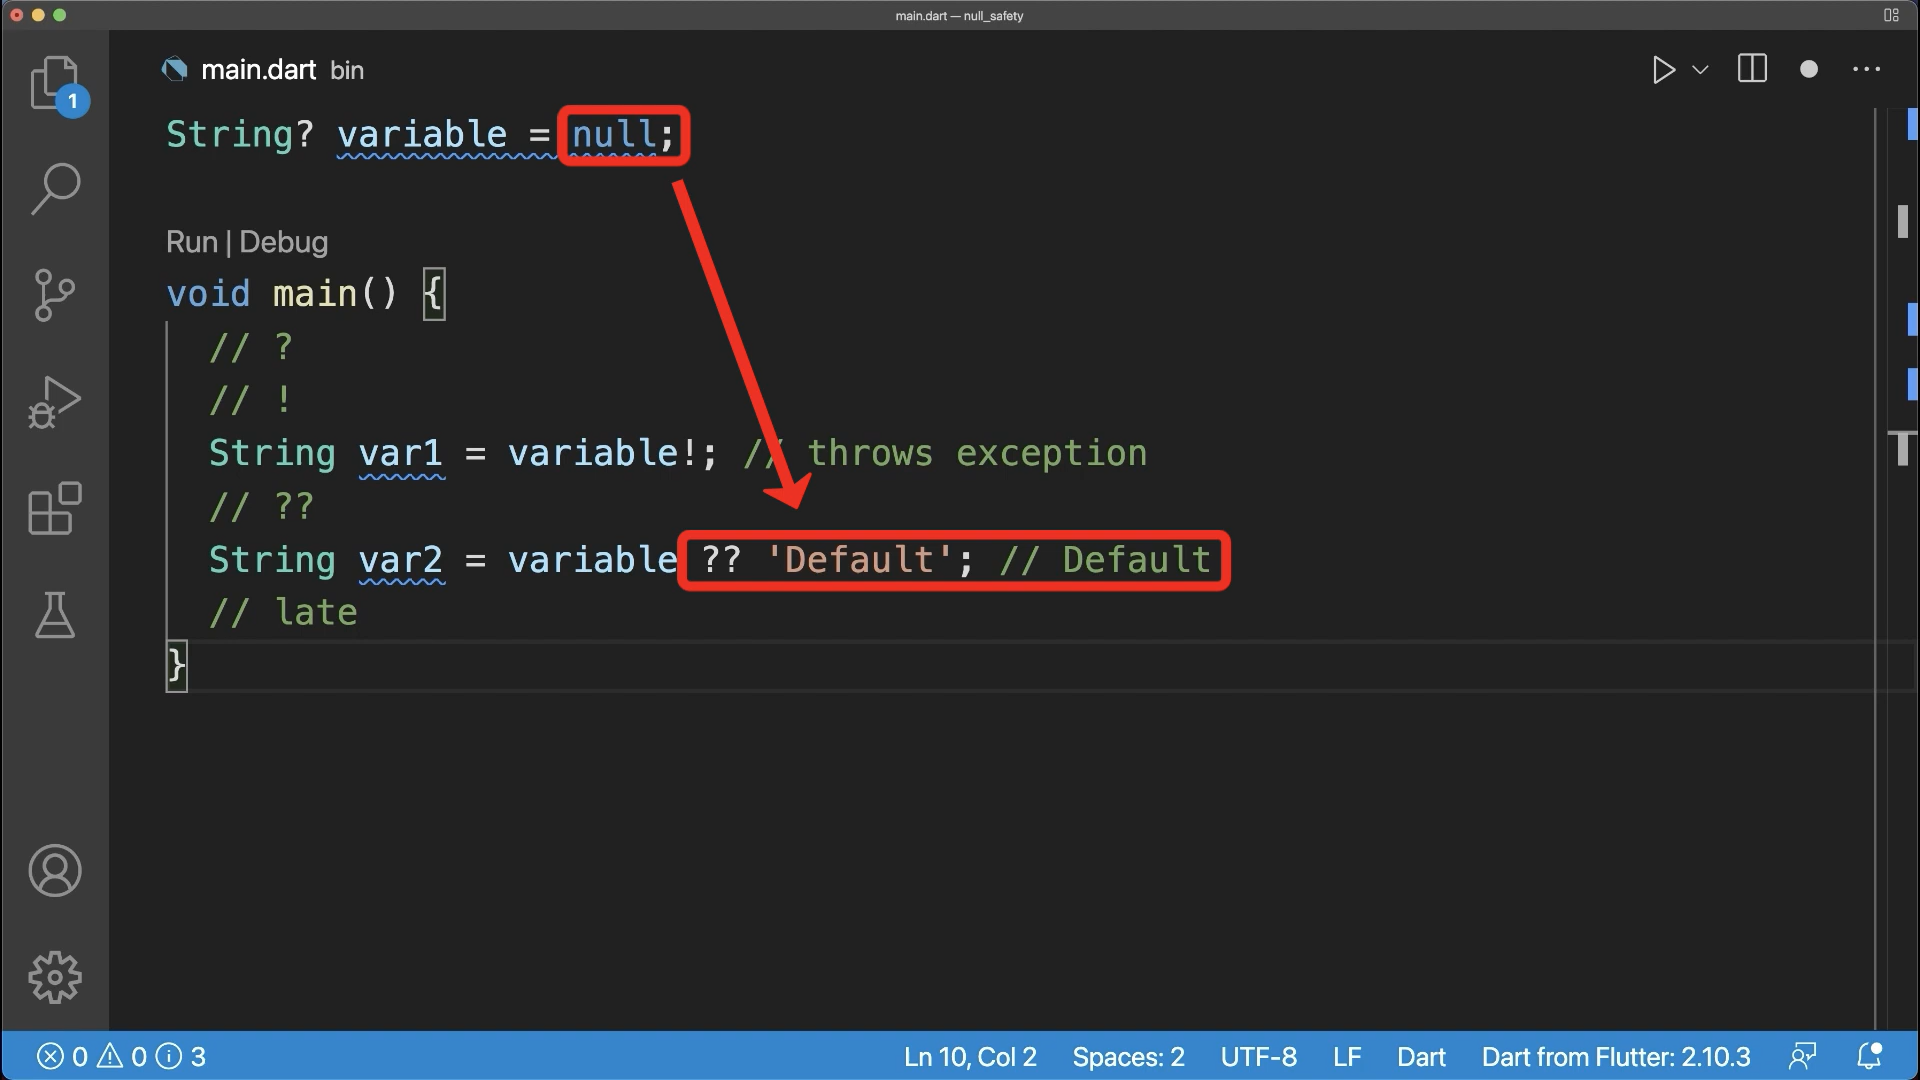 main.dart — null_safety
main.dart bin
1
String? variable = null;
Run | Debug
void main() {
// ?
// !
String var1 = variable!; // throws exception
// ??
String var2 = variable ?? 'Default'; // Default
// late
}
0 0 3 Ln 10, Col 2 Spaces: 2 UTF-8 LF Dart Dart from Flutter: 2.10.3